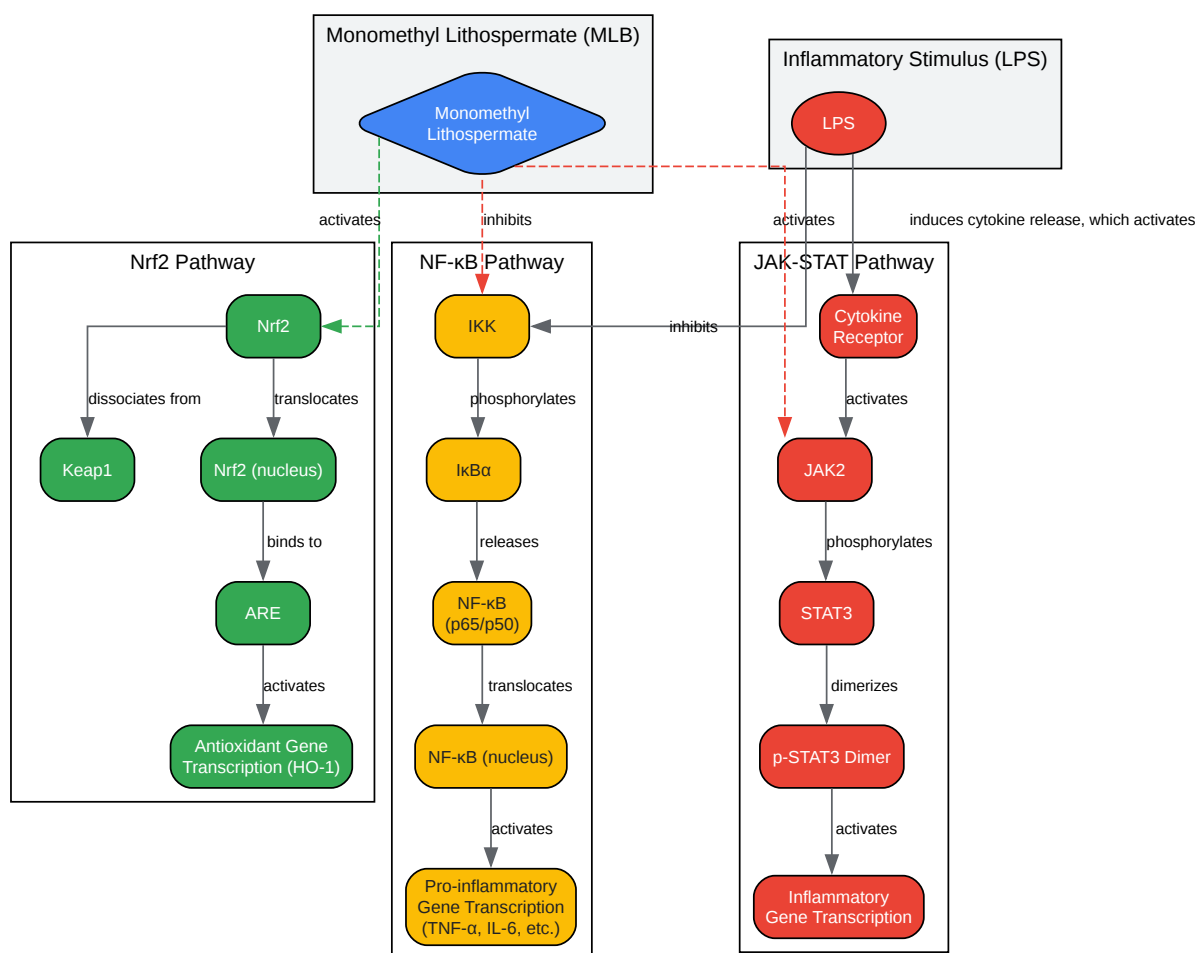 Monomethyl Lithospermate (MLB)
Inflammatory Stimulus (LPS)
Monomethyl
Lithospermate
LPS
activates
inhibits
activates
induces cytokine release, which activates
Nrf2 Pathway
NF-κB Pathway
JAK-STAT Pathway
Nrf2
IKK
inhibits
Cytokine
Receptor
dissociates from
translocates
phosphorylates
activates
Keap1
Nrf2 (nucleus)
IκBα
JAK2
binds to
releases
phosphorylates
ARE
NF-κB
(p65/p50)
STAT3
activates
translocates
dimerizes
Antioxidant Gene
Transcription (HO-1)
NF-κB (nucleus)
p-STAT3 Dimer
activates
activates
Pro-inflammatory
Gene Transcription
(TNF-α, IL-6, etc.)
Inflammatory
Gene Transcription